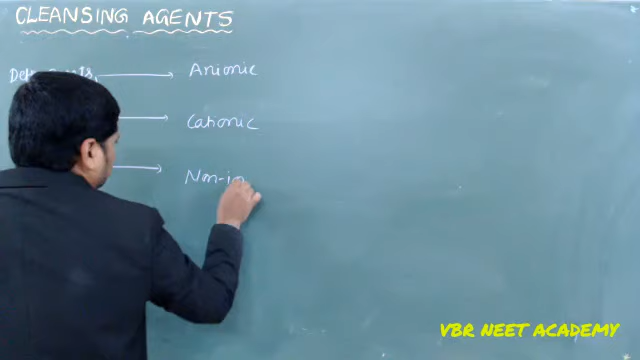 CLEANSING AGENTS
Anionic
Cationic
Non-io
VBR NEET ACADEMY